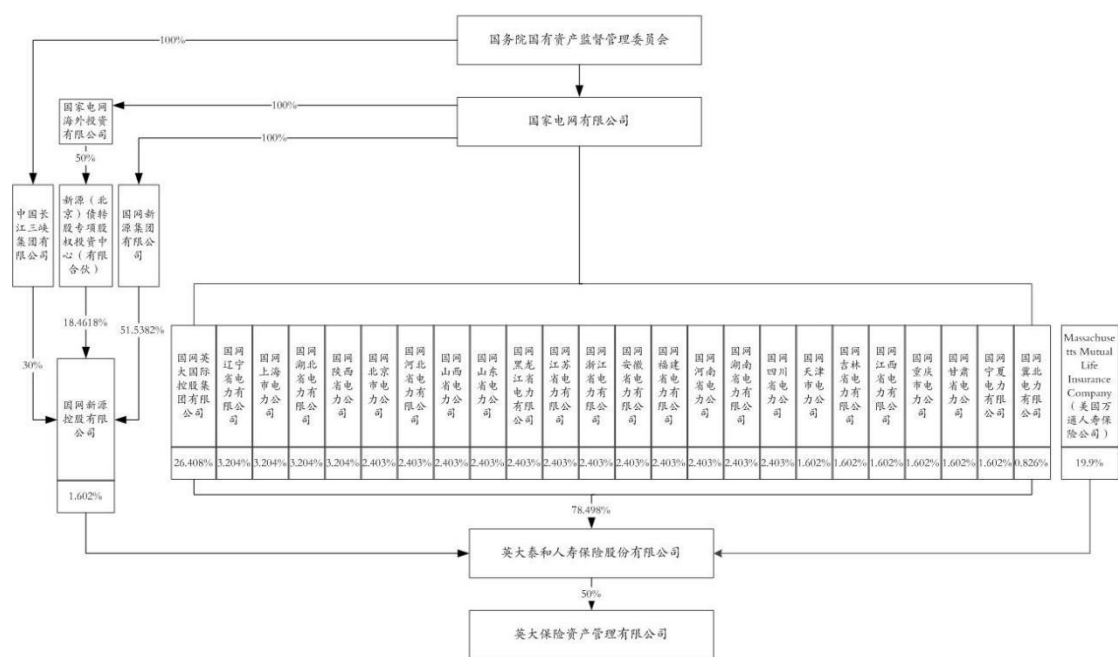 国务院国有资产监督管理委员会
100%
国家电网有限公司
100%
100%
国家电网
海外投资
有限公司
50%
中国长
江三峡
集团有
限公司
新源（北
京）债转
股专项股
权投资中
心（有限
合伙）
国网新
源集团
有限公
司
30%
18.4618%
51.5382%
国网新源
控股有限
公司
1.602%
国网英
大国际
控股集
团有限
公司
国网
辽宁
省电
力有
限公
司
国网
上海
市电
力公
司
国网
湖北
省电
力有
限公
司
国网
陕西
省电
力公
司
国网
北京
市电
力公
司
国网
河北
省电
力有
限公
司
国网
山西
省电
力公
司
国网
山东
省电
力公
司
国网
黑龙
江省
电力
有限
公司
国网
江苏
省电
力有
限公
司
国网
浙江
省电
力有
限公
司
国网
安徽
省电
力有
限公
司
国网
福建
省电
力有
限公
司
国网
河南
省电
力公
司
国网
湖南
省电
力有
限公
司
国网
四川
省电
力公
司
国网
天津
市电
力公
司
国网
吉林
省电
力有
限公
司
国网
江西
省电
力有
限公
司
国网
重庆
市电
力公
司
国网
甘肃
省电
力公
司
国网
宁夏
电力
有限
公司
国网
冀北
电力
有限
公司
Massachuse
tts Mutual
Life
Insurance
Company
（美国万
通人寿保
险公司）
26.408% 3.204% 3.204% 3.204% 3.204% 2.403% 2.403% 2.403% 2.403% 2.403% 2.403% 2.403% 2.403% 2.403% 2.403% 2.403% 2.403% 1.602% 1.602% 1.602% 1.602% 1.602% 1.602% 0.826% 19.9%
78.498%
英大泰和人寿保险股份有限公司
50%
英大保险资产管理有限公司